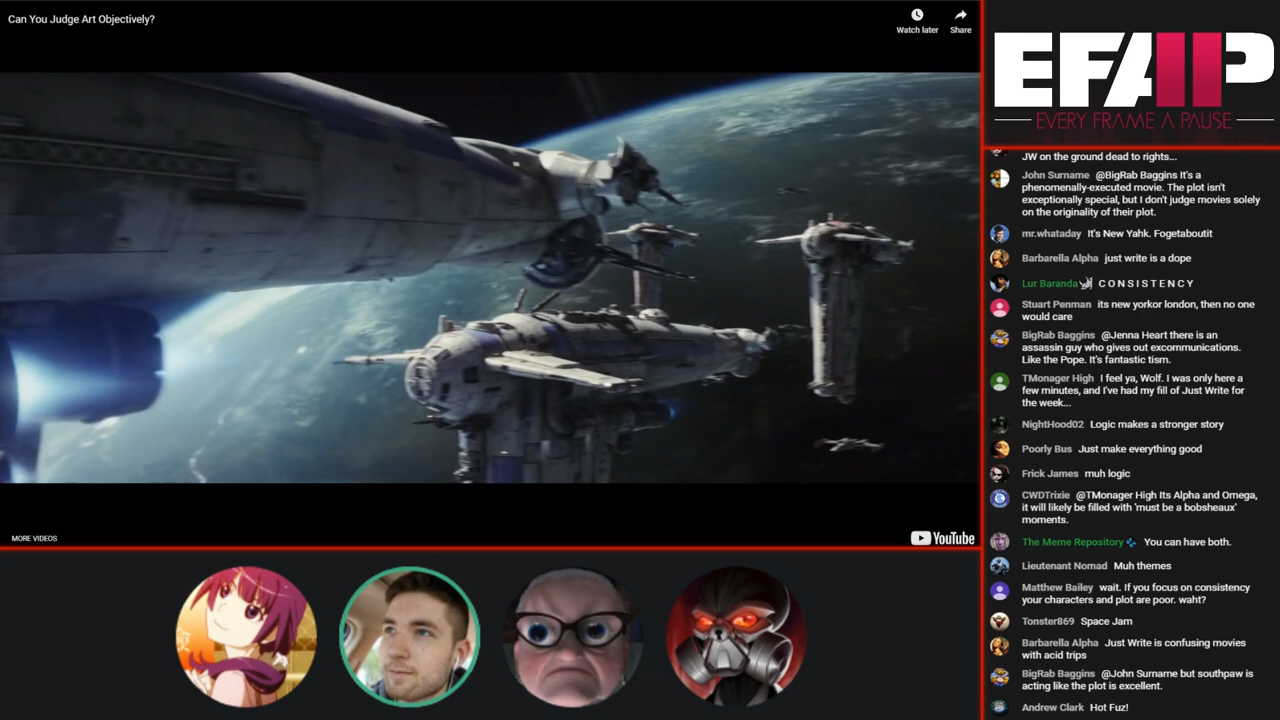 Can You Judge Art Objectively?
Watch later
Share
MORE VIDEOS
YouTube
EFAP
EVERY FRAME A PAUSE
JW on the ground dead to rights...
John Surname @BigRab Baggins It's a
phenomenally-executed movie. The plot isn't
exceptionally special, but I don't judge movies solely
on the originality of their plot.
mr.whataday It's New Yahk. Fogetaboutit
Barbarella Alpha just write is a dope
Lur Baranda C O N S I S T E N C Y
Stuart Penman its new yorkor london, then no one
would care
BigRab Baggins @Jenna Heart there is an
assassin guy who gives out excommunications.
Like the Pope. It's fantastic tism.
TMonager High I feel ya, Wolf. I was only here a
few minutes, and I've had my fill of Just Write for
the week...
NightHood02 Logic makes a stronger story
Poorly Bus Just make everything good
Frick James muh logic
CWDTrixie @TMonager High Its Alpha and Omega,
it will likely be filled with 'must be a bobsheaux'
moments.
The Meme Repository You can have both.
Lieutenant Nomad Muh themes
Matthew Bailey wait. If you focus on consistency
your characters and plot are poor. waht?
Tonster869 Space Jam
Barbarella Alpha Just Write is confusing movies
with acid trips
BigRab Baggins @John Surname but southpaw is
acting like the plot is excellent.
Andrew Clark Hot Fuz!